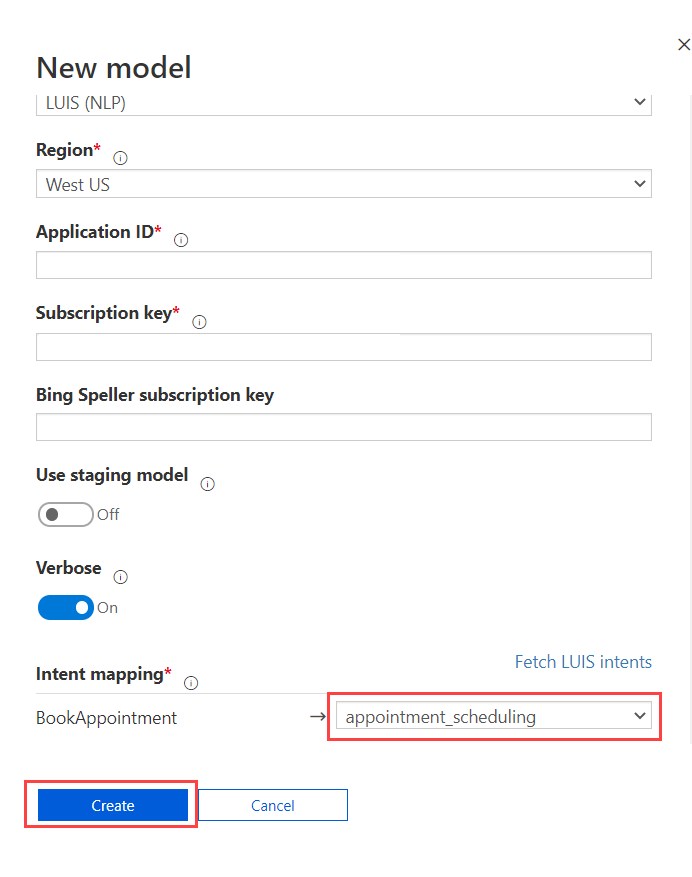 New model
LUIS (NLP)
Region*
West US
Application ID*
Subscription key*
Bing Speller subscription key
Use staging model
Off
Verbose
On
Fetch LUIS intents
Intent mapping*
BookAppointment → appointment_scheduling
Create Cancel